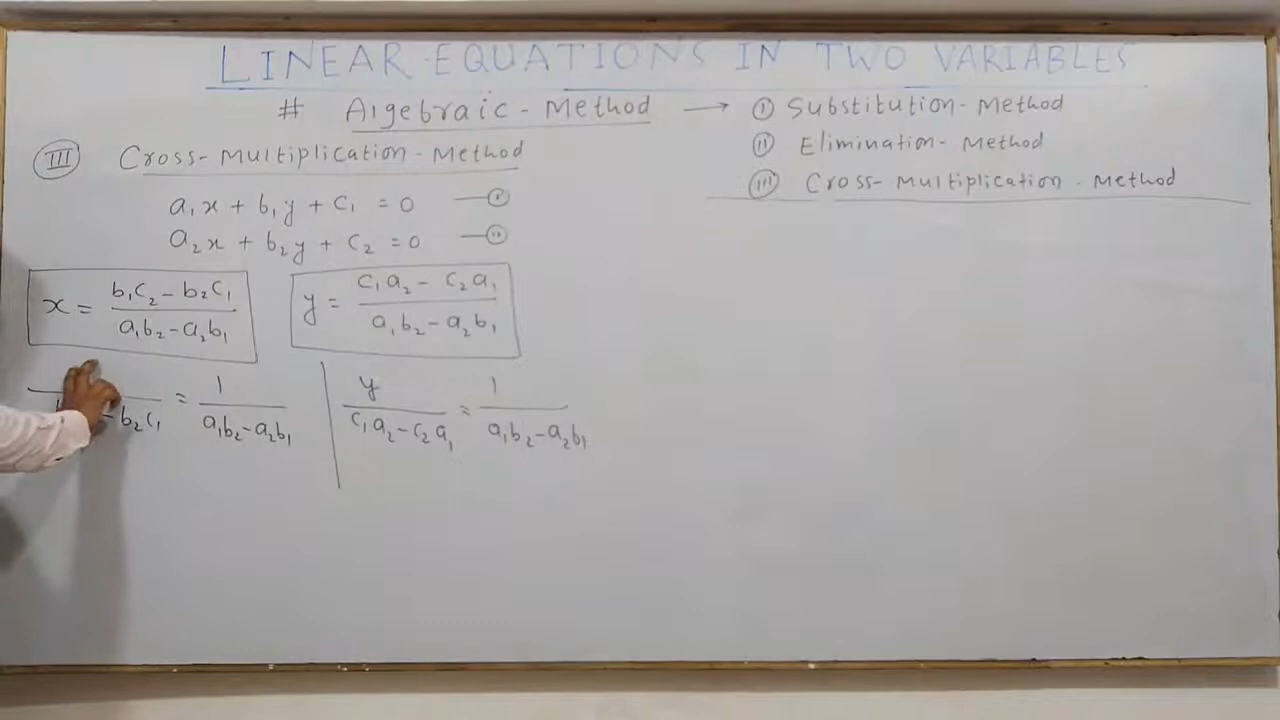 LINEAR EQUATIONS IN TWO VARIABLES
# Algebraic-Method → (I) Substitution-Method
(II) Elimination-Method
(III) Cross-Multiplication-Method
(III) Cross-Multiplication-Method
a₁x + b₁y + c₁ = 0 —(i)
a₂x + b₂y + c₂ = 0 —(ii)
x = (b₁c₂ - b₂c₁)/(a₁b₂ - a₂b₁)
y = (c₁a₂ - c₂a₁)/(a₁b₂ - a₂b₁)
- b₂c₁ = 1/(a₁b₂ - a₂b₁)
y/(c₁a₂ - c₂a₁) = 1/(a₁b₂ - a₂b₁)